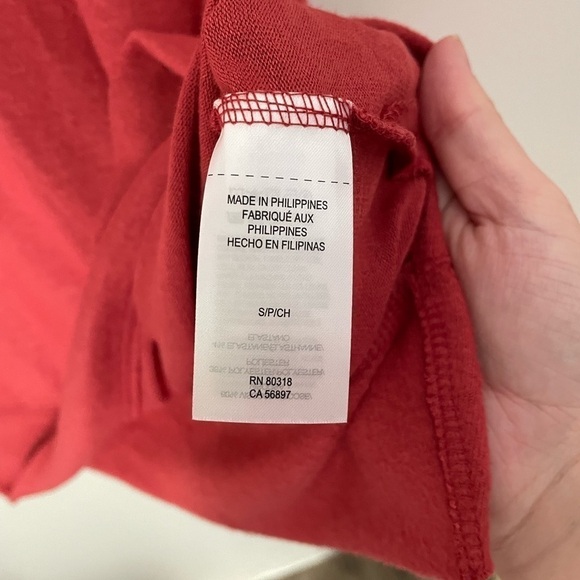 MADE IN PHILIPPINES
FABRIQUÉ AUX
PHILIPPINES
HECHO EN FILIPINAS
S/P/CH
RN 80318
CA 56897